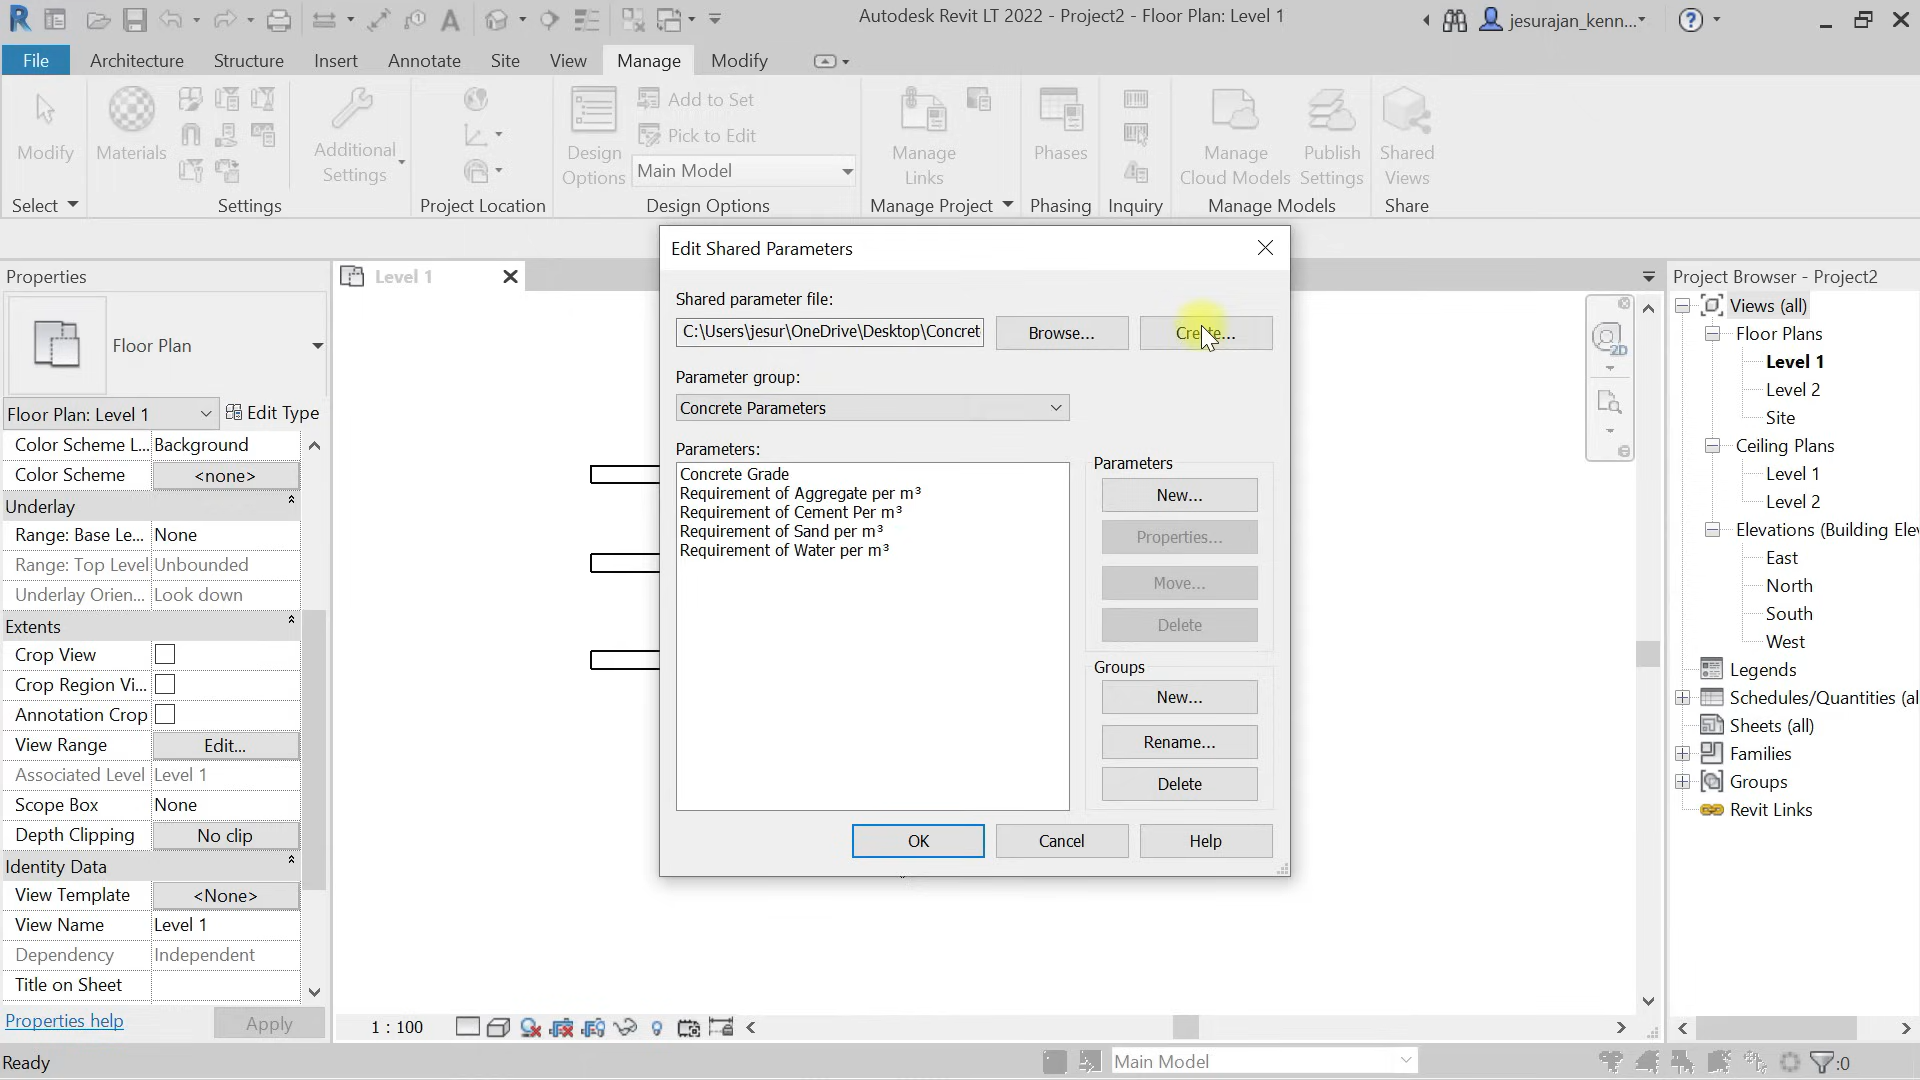 Autodesk Revit LT 2022 - Project2 - Floor Plan: Level 1
jesurajan_kenn...
File Architecture Structure Insert Annotate Site View Manage Modify
Modify
Materials
Additional
Settings
Design
Options
Add to Set
Pick to Edit
Main Model
Manage
Links
Phases
Manage
Cloud Models
Publish
Settings
Shared
Views
Select Settings Project Location Design Options Manage Project Phasing Inquiry Manage Models Share
Properties
Floor Plan
Floor Plan: Level 1 Edit Type
Color Scheme L... Background
Color Scheme <none>
Underlay
Range: Base Le... None
Range: Top Level Unbounded
Underlay Orien... Look down
Extents
Crop View
Crop Region Vi...
Annotation Crop
View Range Edit...
Associated Level Level 1
Scope Box None
Depth Clipping No clip
Identity Data
View Template <None>
View Name Level 1
Dependency Independent
Title on Sheet
Properties help Apply
Level 1
Edit Shared Parameters
Shared parameter file:
C:\Users\jesur\OneDrive\Desktop\Concret Browse... Create...
Parameter group:
Concrete Parameters
Parameters:
Concrete Grade
Requirement of Aggregate per m³
Requirement of Cement Per m³
Requirement of Sand per m³
Requirement of Water per m³
Parameters
New...
Properties...
Move...
Delete
Groups
New...
Rename...
Delete
OK Cancel Help
2D
Project Browser - Project2
Views (all)
Floor Plans
Level 1
Level 2
Site
Ceiling Plans
Level 1
Level 2
Elevations (Building Ele
East
North
South
West
Legends
Schedules/Quantities (al
Sheets (all)
Families
Groups
Revit Links
1 : 100
Ready
Main Model
:0